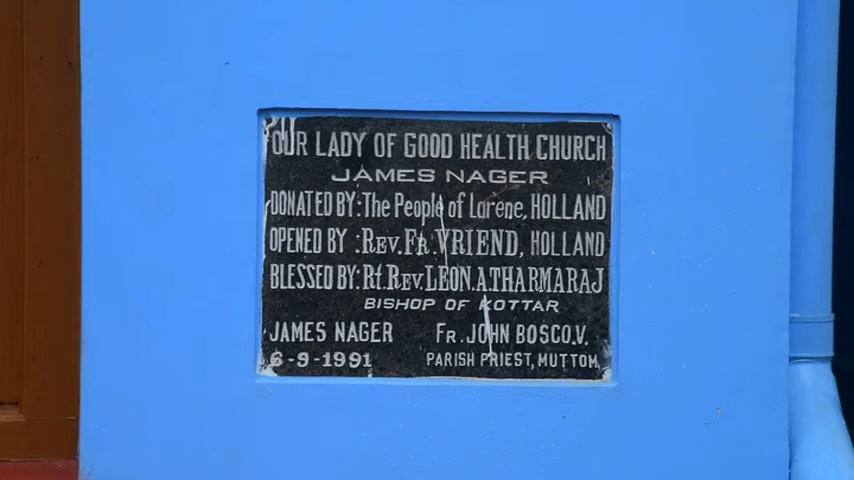 OUR LADY OF GOOD HEALTH CHURCH
JAMES NAGER
DONATED BY: The People of Larene, HOLLAND
OPENED BY : REV. FR. VRIEND, HOLLAND
BLESSED BY: Rt. REV. LEON. A. THARMARAJ
BISHOP OF KOTTAR
JAMES NAGER FR. JOHN BOSCO.V.
6-9-1991 PARISH PRIEST, MUTTOM